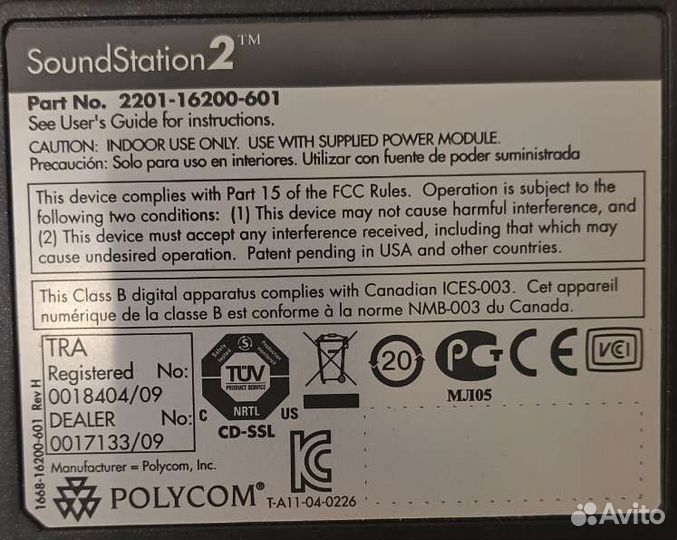 SoundStation2™
Part No. 2201-16200-601
See User's Guide for instructions.
CAUTION: INDOOR USE ONLY. USE WITH SUPPLIED POWER MODULE.
Precaución: Solo para uso en interiores. Utilizar con fuente de poder suministrada
This device complies with Part 15 of the FCC Rules. Operation is subject to the
following two conditions: (1) This device may not cause harmful interference, and
(2) This device must accept any interference received, including that which may
cause undesired operation. Patent pending in USA and other countries.
This Class B digital apparatus complies with Canadian ICES-003. Cet appareil
numérique de la classe B est conforme à la norme NMB-003 du Canada.
TRA
Registered No:
0018404/09
DEALER No:
0017133/09
TÜV
PRODUCT SERVICE
NRTL
C US
CD-SSL
20
РСТ
МЛ05
CE
VCI
1668-16200-601 Rev H
Manufacturer = Polycom, Inc.
POLYCOM®
T-A11-04-0226
Avito